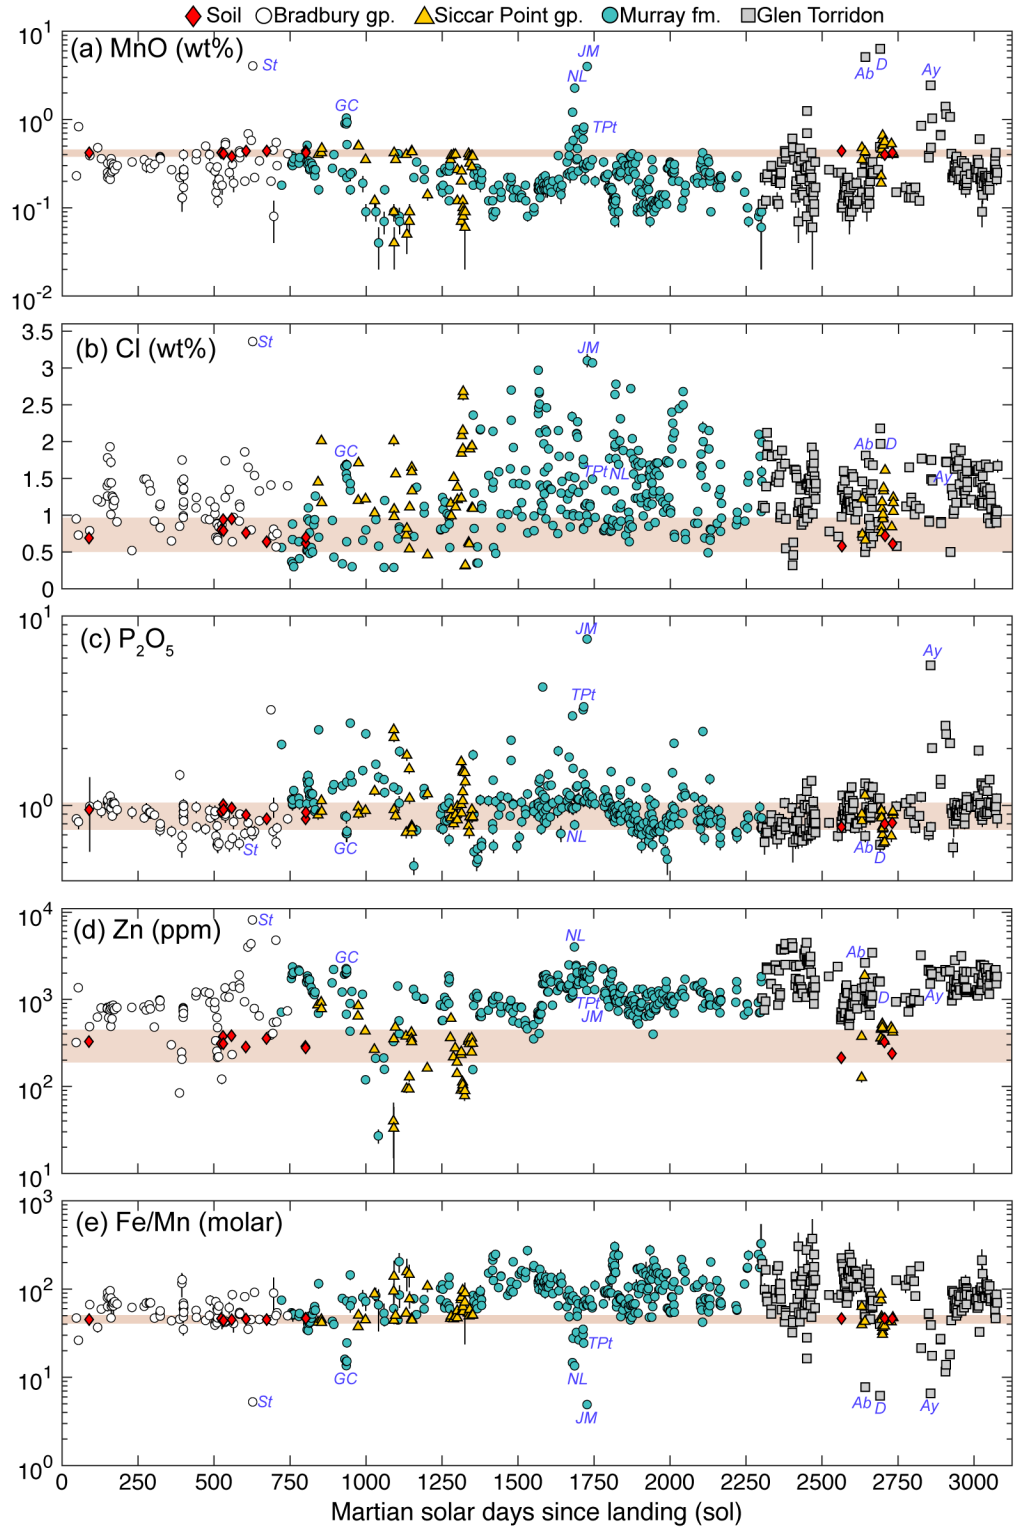 Soil Bradbury gp. Siccar Point gp. Murray fm. Glen Torridon
(a) MnO (wt%)
10^1
10^0
10^-1
10^-2
St
GC
JM
NL
TPt
Ab
D
Ay
(b) Cl (wt%)
3.5
3
2.5
2
1.5
1
0.5
0
St
GC
JM
TPt
NL
Ab
D
Ay
(c) P2O5
10^1
10^0
St
GC
JM
TPt
NL
Ab
D
Ay
(d) Zn (ppm)
10^4
10^3
10^2
10^1
St
GC
NL
TPt
JM
Ab
D
Ay
(e) Fe/Mn (molar)
10^3
10^2
10^1
10^0
St
GC
TPt
NL
JM
Ab
D
Ay
0 250 500 750 1000 1250 1500 1750 2000 2250 2500 2750 3000
Martian solar days since landing (sol)